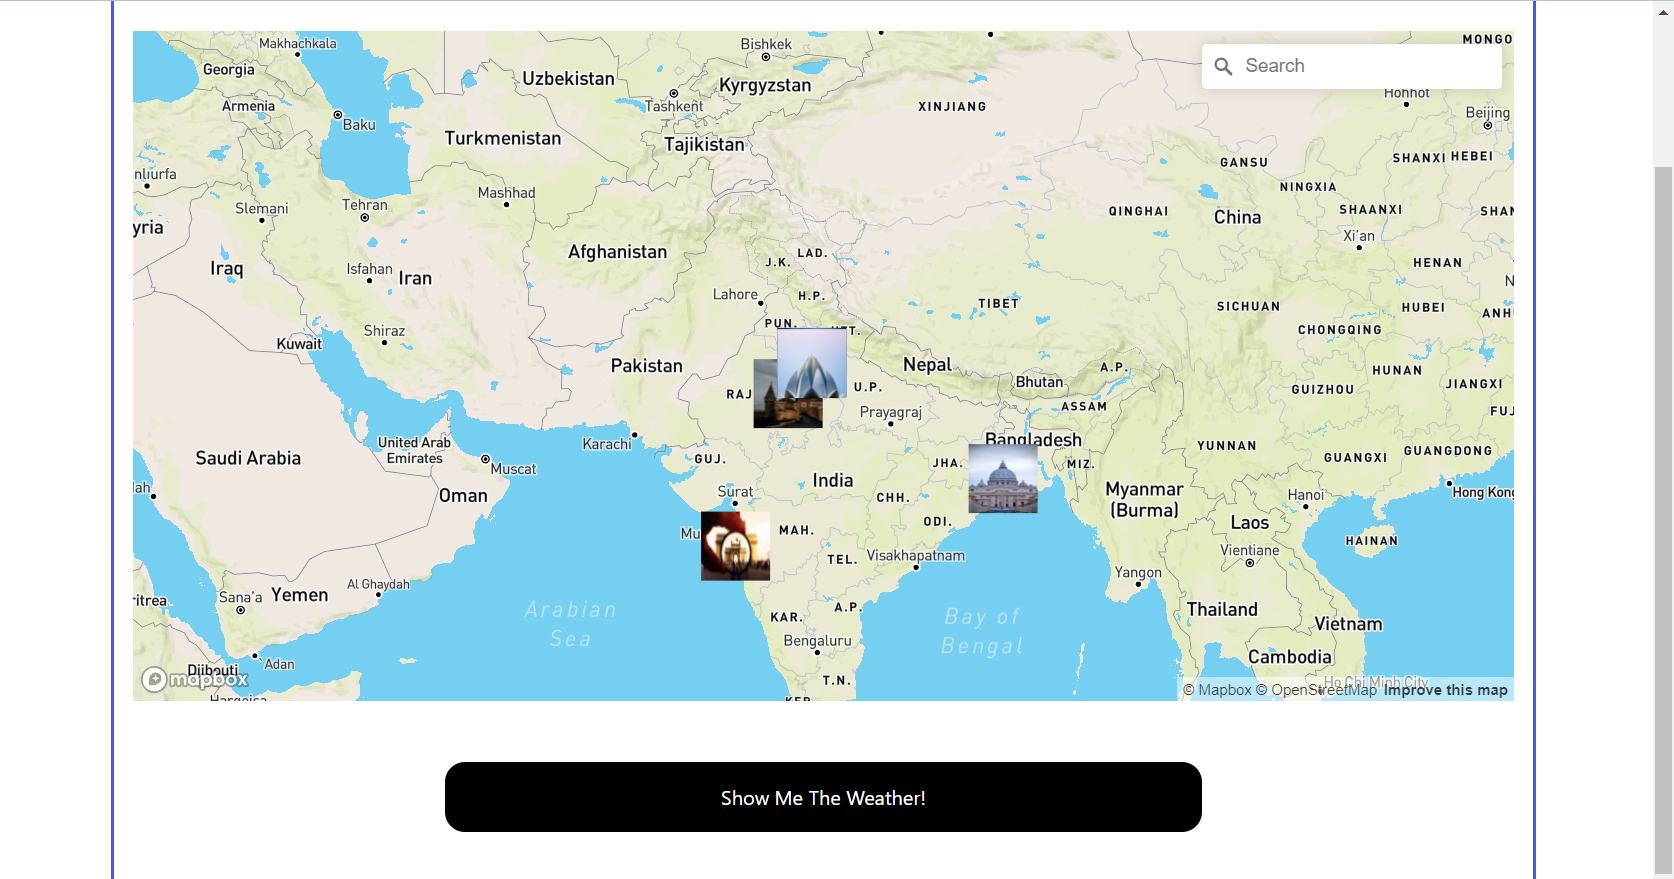 Makhachkala
Bishkek
MONGO
Georgia
Uzbekistan
Kyrgyzstan
Search
Hohhot
Armenia
Tashkent
XINJIANG
Baku
Beijing
Turkmenistan
Tajikistan
GANSU
SHANXI
HEBEI
nliurfa
Mashhad
NINGXIA
Slemani
Tehran
QINGHAI
China
SHAANXI
SHAN
yria
Xi'an
Afghanistan
LAD.
J.K.
HENAN
Iraq
Isfahan
Iran
Lahore
H.P.
TIBET
SICHUAN
HUBEI
N
ANH
PUN.
UTT.
CHONGQING
Shiraz
Kuwait
Pakistan
Nepal
A.P.
HUNAN
Bhutan
U.P.
GUIZHOU
JIANGXI
RAJ
ASSAM
Prayagraj
FUJ
Karachi
Bangladesh
United Arab
Emirates
YUNNAN
GUANGDONG
Saudi Arabia
GUJ.
JHA.
MIZ.
GUANGXI
Muscat
India
dah
Oman
Surat
CHH.
Myanmar
(Burma)
Hanoi
Hong Kong
ODI.
Laos
Mu
MAH.
HAINAN
TEL.
Visakhapatnam
Vientiane
Yangon
Al Ghaydah
Sana'a
Yemen
ritrea
Arabian
Sea
A.P.
KAR.
Bay of
Bengal
Thailand
Vietnam
Bengaluru
Cambodia
Adan
Djibouti
mapbox
T.N.
Ho Chi Minh City
Hargeisa
KER.
© Mapbox © OpenStreetMap Improve this map
Show Me The Weather!